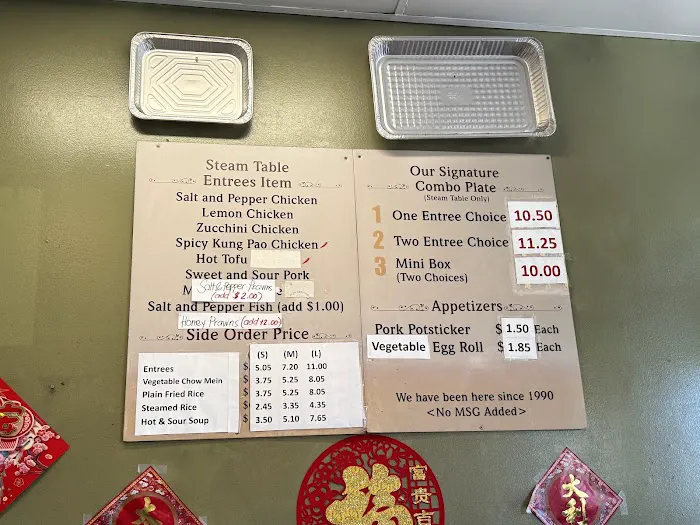 Steam Table
Entrees Item
Salt and Pepper Chicken
Lemon Chicken
Zucchini Chicken
Spicy Kung Pao Chicken
Hot Tofu
Sweet and Sour Pork
Salt & Pepper Prawns
(add $2.00)
Salt and Pepper Fish (add $1.00)
Honey Prawns (add $2.00)
Side Order Price
(S) (M) (L)
Entrees $ 5.05 7.20 11.00
Vegetable Chow Mein $ 3.75 5.25 8.05
Plain Fried Rice $ 3.75 5.25 8.05
Steamed Rice $ 2.45 3.35 4.35
Hot & Sour Soup $ 3.50 5.10 7.65
Our Signature
Combo Plate
(Steam Table Only)
1 One Entree Choice 10.50
2 Two Entree Choice 11.25
3 Mini Box 10.00
(Two Choices)
Appetizers
Pork Potsticker $ 1.50 Each
Vegetable Egg Roll $ 1.85 Each
We have been here since 1990
<No MSG Added>
富貴吉
大利